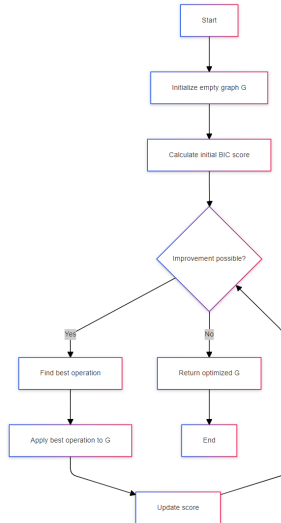 Start
Initialize empty graph G
Calculate initial BIC score
Improvement possible?
Yes
No
Find best operation
Return optimized G
Apply best operation to G
End
Update score